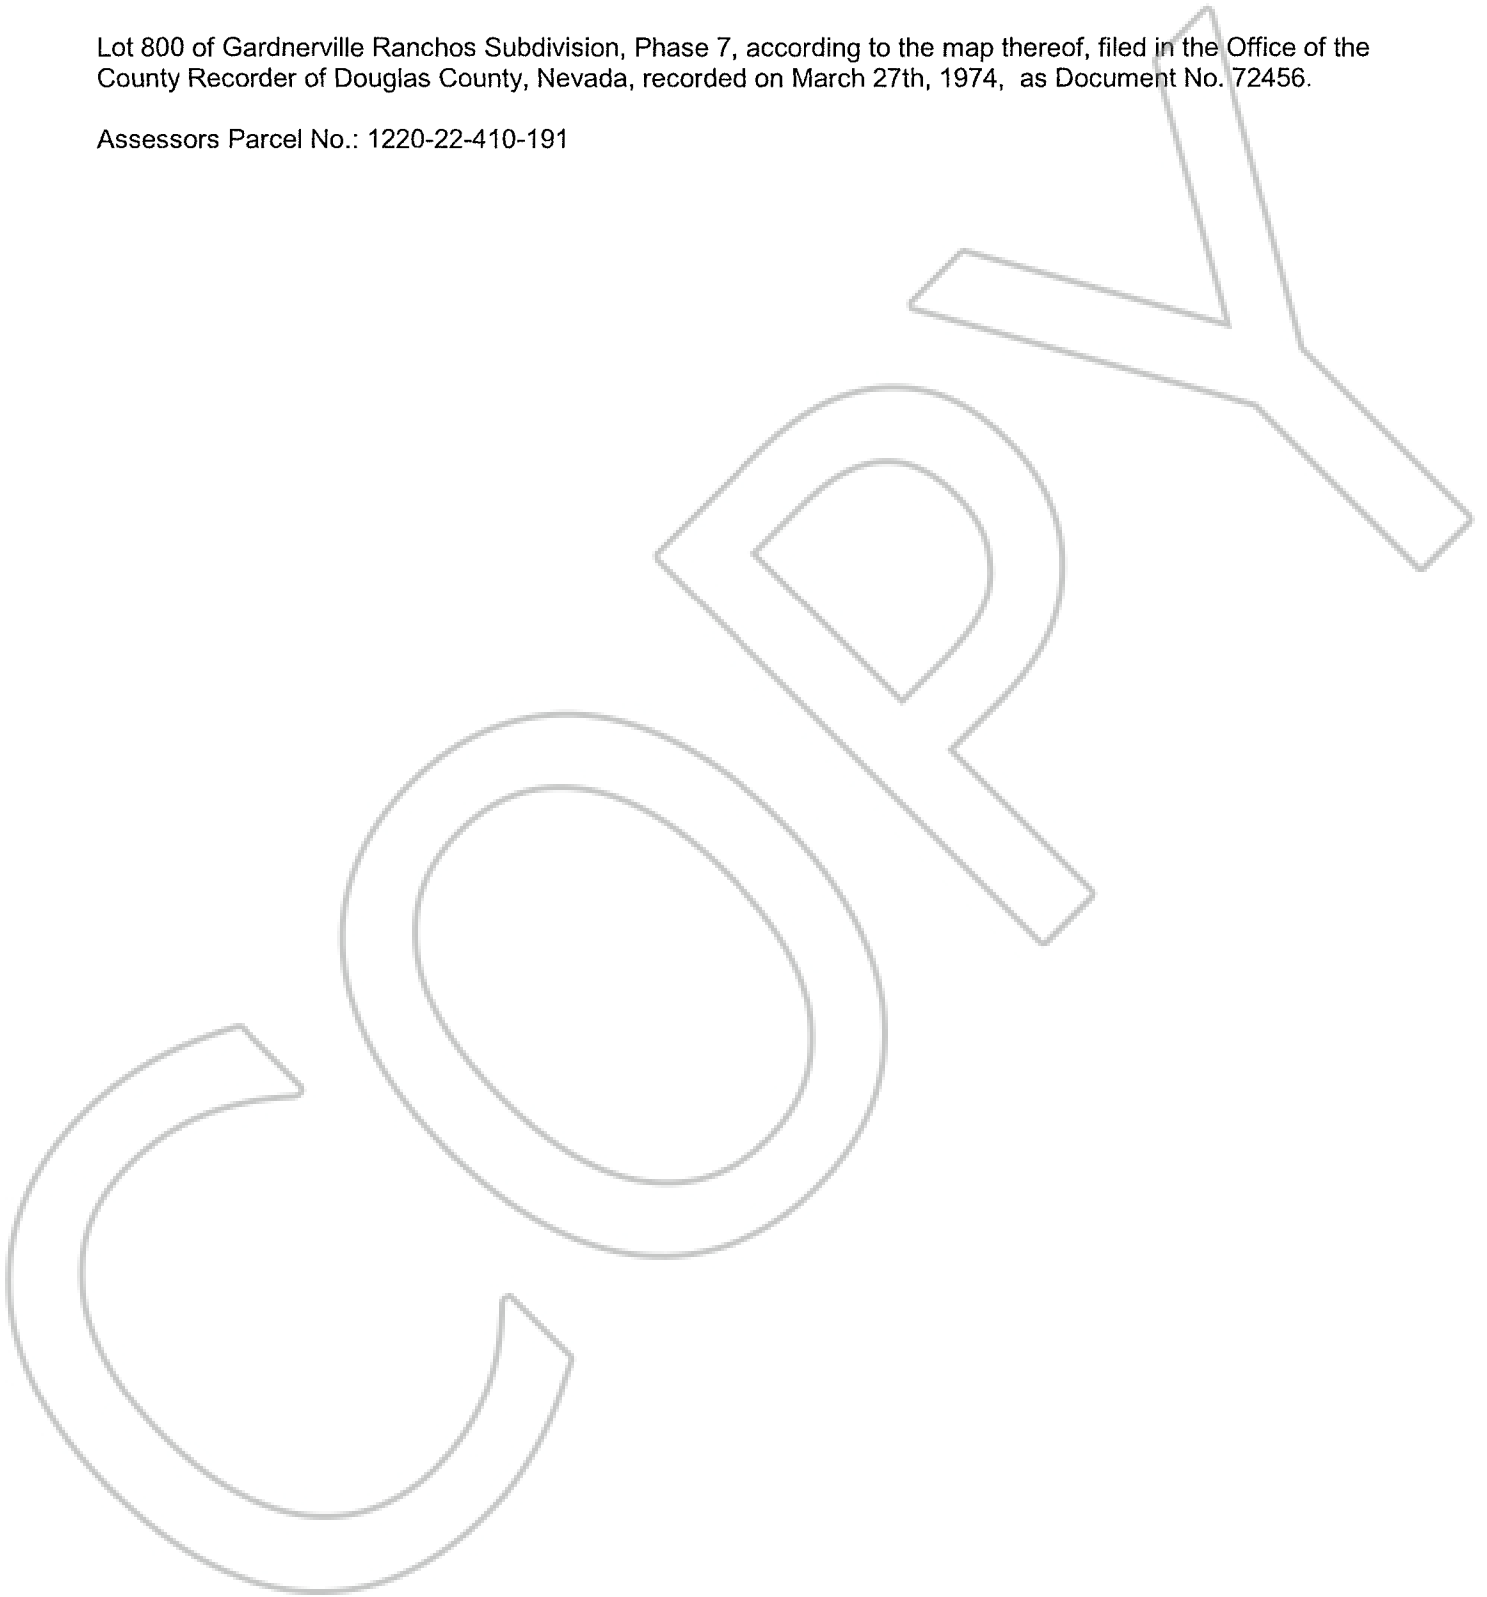 Lot 800 of Gardnerville Ranchos Subdivision, Phase 7, according to the map thereof, filed in the Office of the
County Recorder of Douglas County, Nevada, recorded on March 27th, 1974,  as Document No. 72456.
Assessors Parcel No.: 1220-22-410-191
COPY